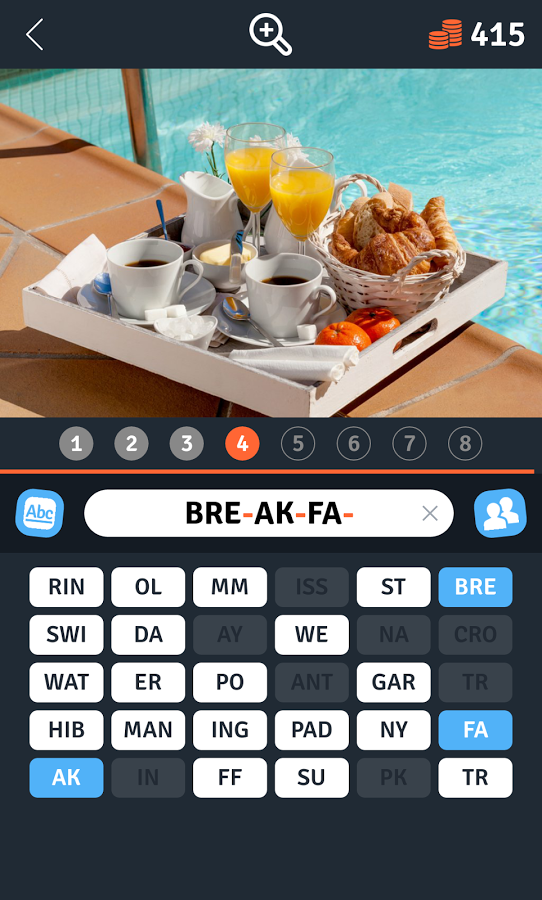 415
1 2 3 4 5 6 7 8
Abc BRE-AK-FA-
RIN OL MM ISS ST BRE
SWI DA AY WE NA CRO
WAT ER PO ANT GAR TR
HIB MAN ING PAD NY FA
AK IN FF SU PK TR